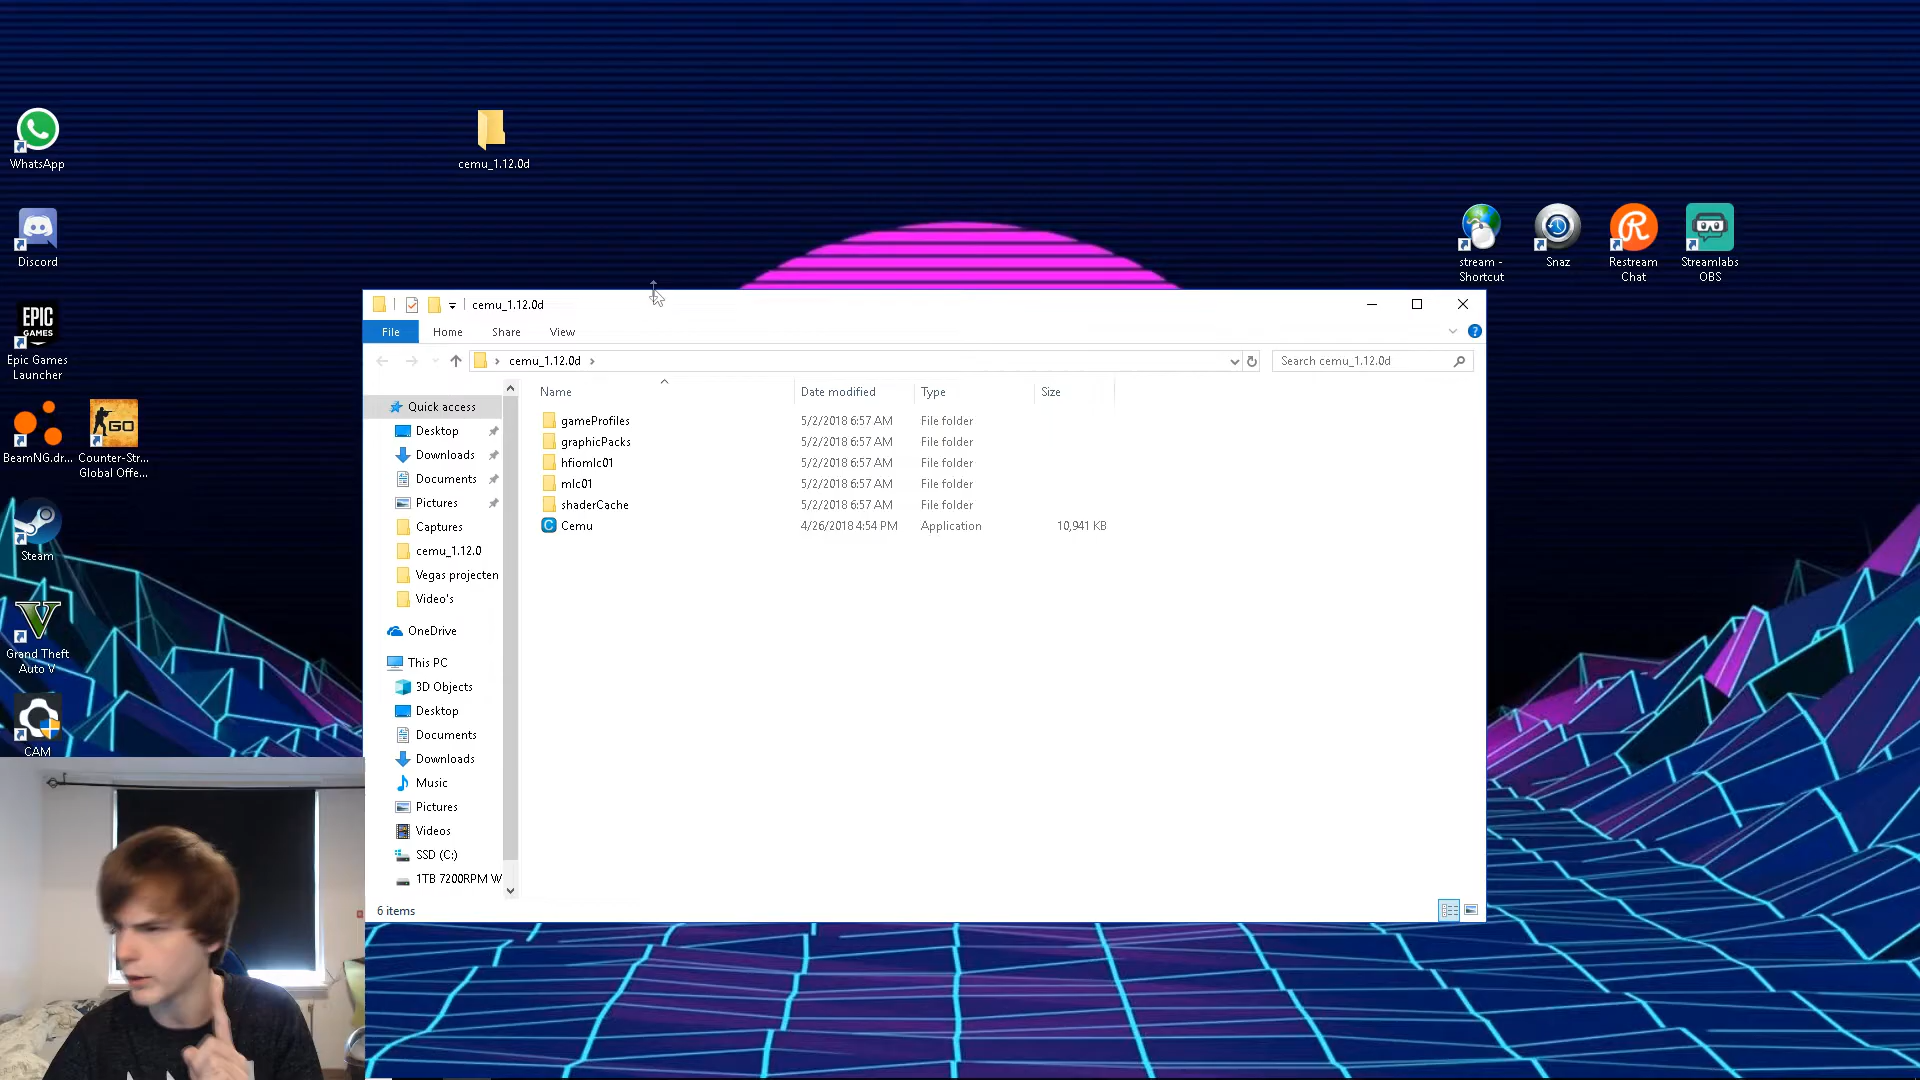 cemu_1.12.0d
WhatsApp
Discord
EPIC
GAMES
Epic Games
Launcher
BeamNG.dr...
GO
Counter-Str...
Global Offe...
Steam
Grand Theft
Auto V
CAM
stream -
Shortcut
Snaz
Restream
Chat
Streamlabs
OBS
cemu_1.12.0d
File Home Share View
cemu_1.12.0d
Search cemu_1.12.0d
Name Date modified Type Size
gameProfiles 5/2/2018 6:57 AM File folder
graphicPacks 5/2/2018 6:57 AM File folder
hfiomlc01 5/2/2018 6:57 AM File folder
mlc01 5/2/2018 6:57 AM File folder
shaderCache 5/2/2018 6:57 AM File folder
Cemu 4/26/2018 4:54 PM Application 10,941 KB
Quick access
Desktop
Downloads
Documents
Pictures
Captures
cemu_1.12.0
Vegas projecten
Video's
OneDrive
This PC
3D Objects
Desktop
Documents
Downloads
Music
Pictures
Videos
SSD (C:)
1TB 7200RPM W
6 items